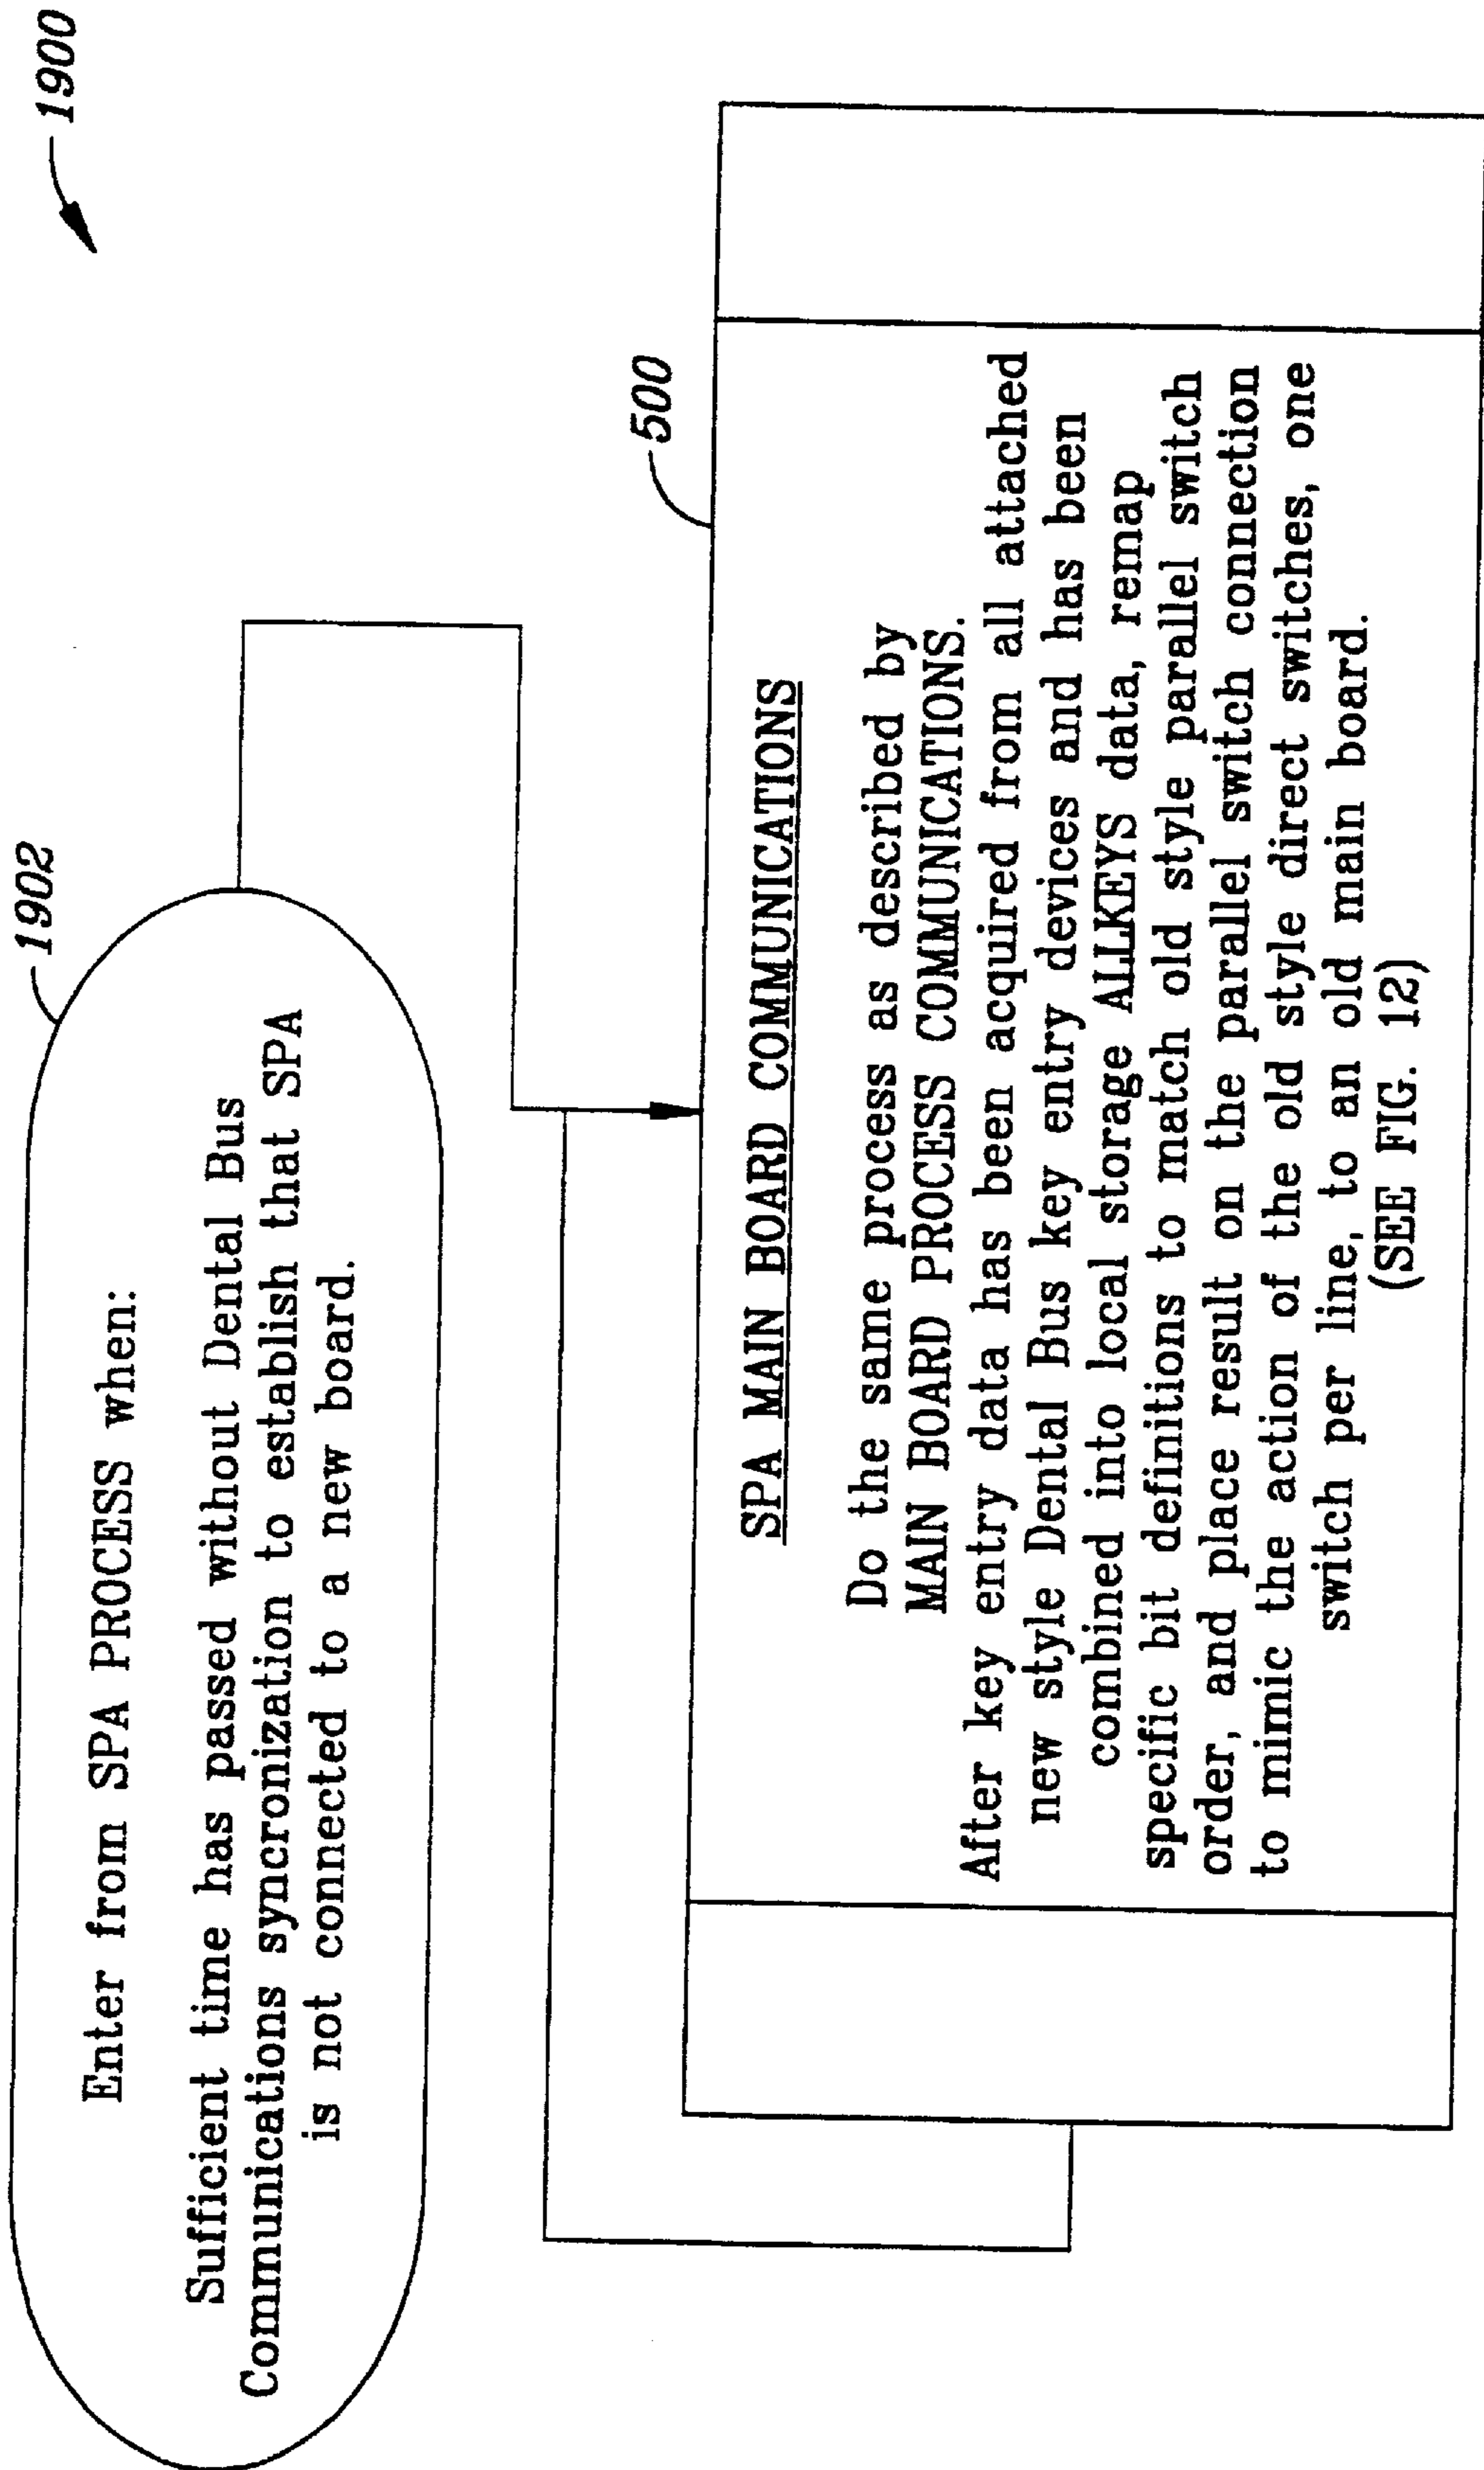 1900
1902
Enter from SPA PROCESS when:
Sufficient time has passed without Dental Bus
Communications syncronization to establish that SPA
is not connected to a new board.
500
SPA MAIN BOARD COMMUNICATIONS
Do the same process as described by
MAIN BOARD PROCESS COMMUNICATIONS.
After key entry data has been acquired from all attached
new style Dental Bus key entry devices and has been
combined into local storage ALLKEYS data, remap
specific bit definitions to match old style parallel switch
order, and place result on the parallel switch connection
to mimic the action of the old style direct switches, one
switch per line, to an old main board.
(SEE FIG. 12)